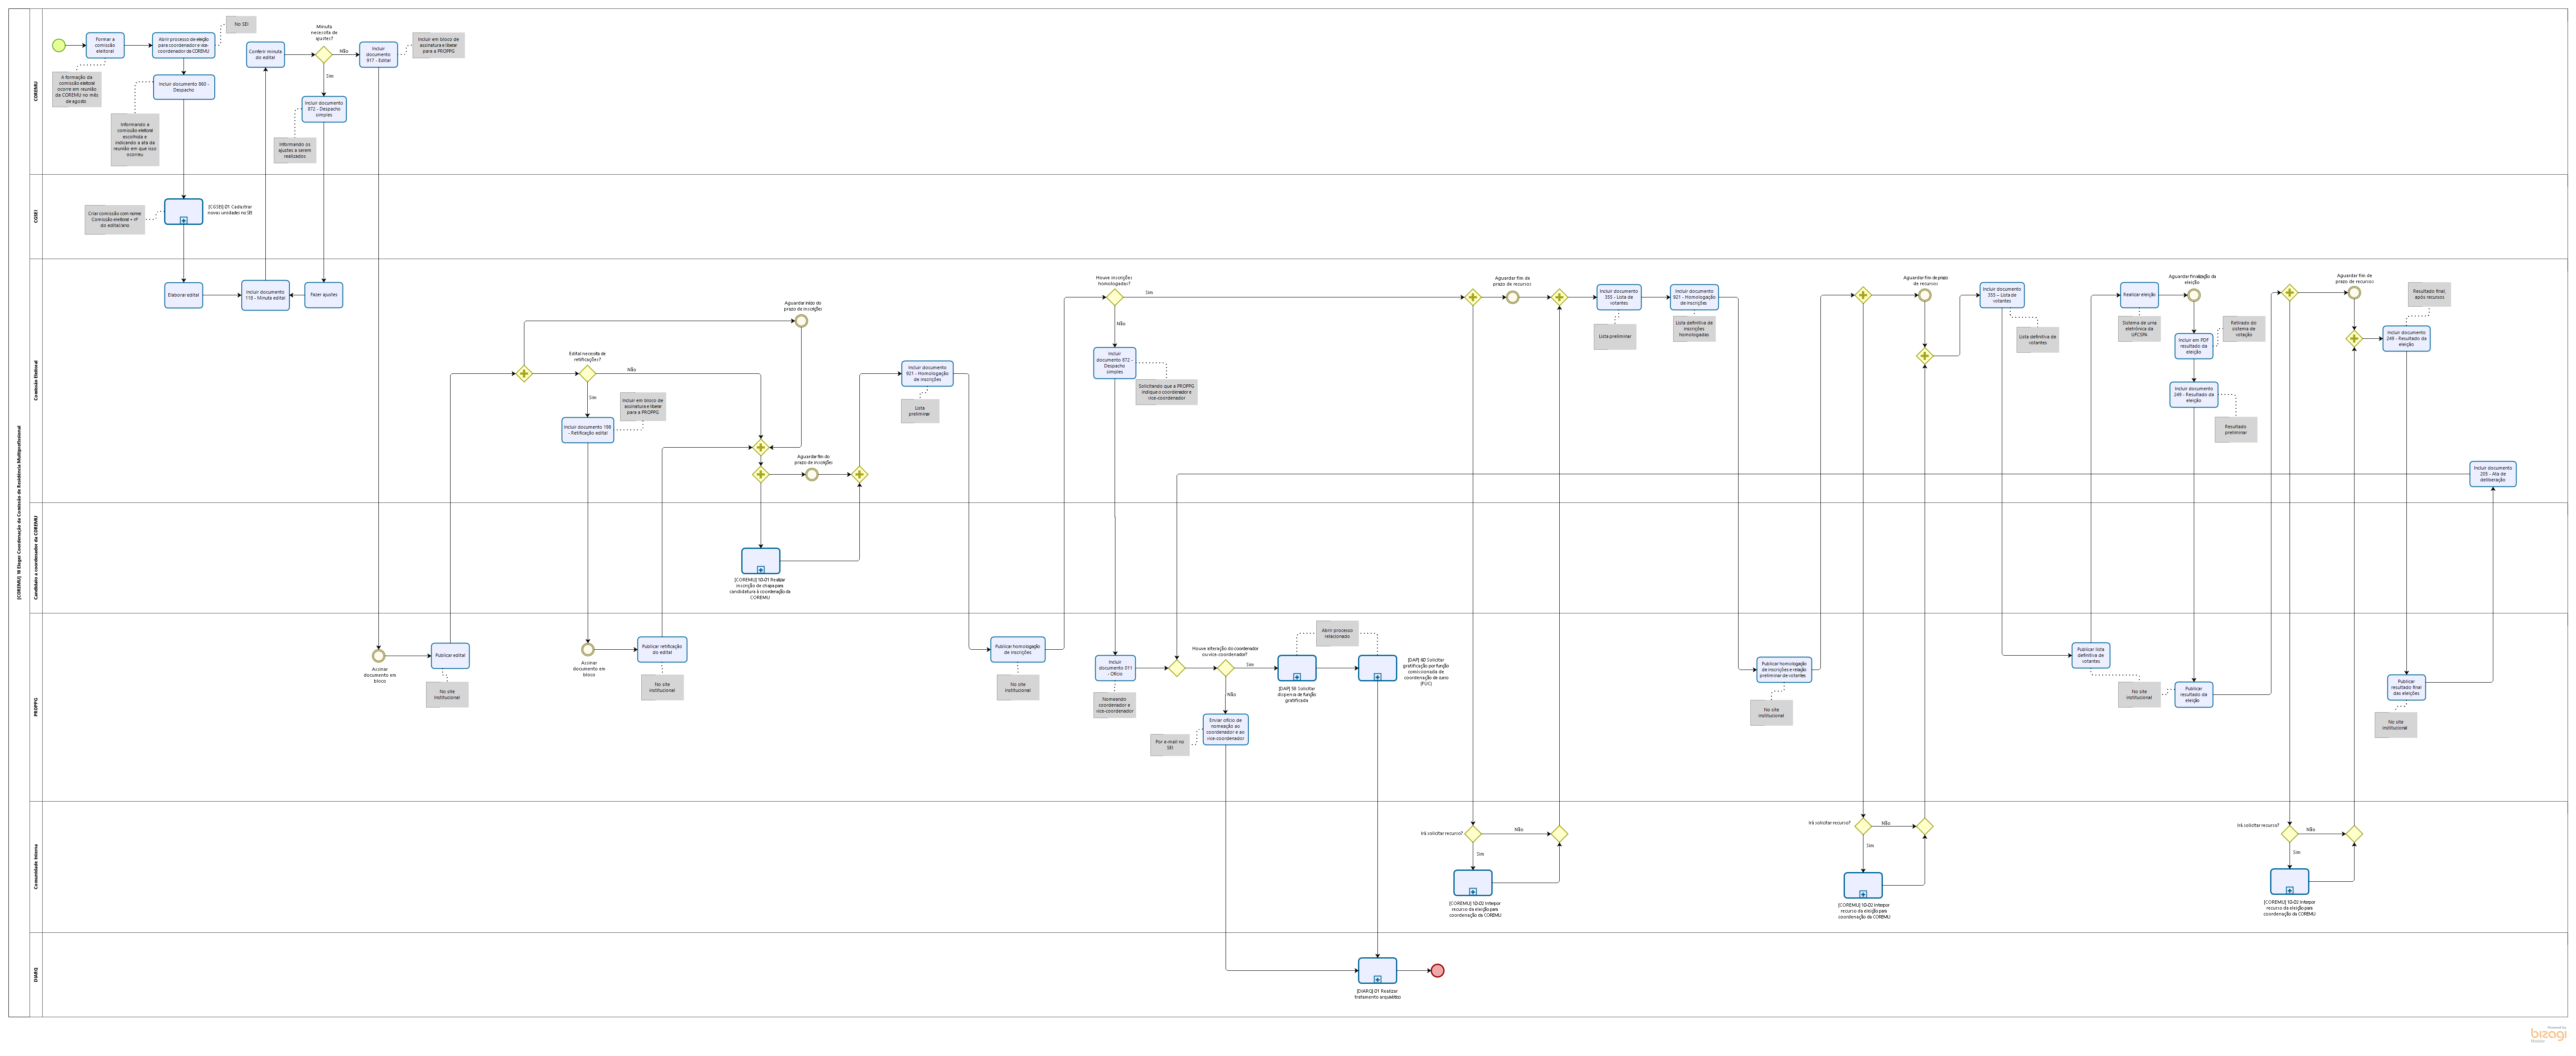 [COREMU] 10 Eleger Coordenação da Comissão de Residência Multiprofissional
COREMU
Formar a
comissão
eleitoral
A formação da
comissão eleitoral
ocorre em reunião
da COREMU no mês
de agosto
Abrir processo de eleição
para coordenador e vice-
coordenador da COREMU
No SEI
Incluir documento 860 -
Despacho
Informando a
comissão eleitoral
escolhida e
indicando a ata da
reunião em que isso
ocorreu
Conferir minuta
do edital
Minuta
necessita de
ajustes?
Não
Sim
Incluir
documento
917 - Edital
Incluir em bloco de
assinatura e liberar
para a PROPPG
Incluir documento
872 - Despacho
simples
Informando os
ajustes a serem
realizados
CGSEI
Criar comissão com nome:
Comissão eleitoral + nº
do edital/ano
[CGSEI] 01 Cadastrar
novas unidades no SEI
Comissão Eleitoral
Elaborar edital
Incluir documento
118 - Minuta edital
Fazer ajustes
Edital necessita de
retificações?
Não
Sim
Incluir em bloco de
assinatura e liberar
para a PROPPG
Incluir documento 198
- Retificação edital
Aguardar início do
prazo de inscrições
Aguardar fim do
prazo de inscrições
Incluir documento
921 - Homologação
de inscrições
Lista
preliminar
Houve inscrições
homologadas?
Sim
Não
Incluir
documento 872 -
Despacho
simples
Solicitando que a PROPPG
indique o coordenador e
vice-coordenador
Aguardar fim de
prazo de recursos
Incluir documento
355 - Lista de
votantes
Lista preliminar
Incluir documento
921 - Homologação
de inscrições
Lista definitiva de
inscrições
homologadas
Aguardar fim de prazo
de recursos
Incluir documento
355 - Lista de
votantes
Lista definitiva de
votantes
Realizar eleição
Sistema de urna
eletrônica da
UFCSPA
Aguardar finalização da
eleição
Incluir em PDF
resultado da
eleição
Retirado do
sistema de
votação
Incluir documento
249 - Resultado da
eleição
Resultado
preliminar
Aguardar fim de
prazo de recursos
Incluir documento
249 - Resultado da
eleição
Resultado final,
após recursos
Incluir documento
205 - Ata de
deliberação
Candidato a coordenador da COREMU
[COREMU] 10-01 Realizar
inscrição de chapa para
candidatura à coordenação da
COREMU
PROPPG
Assinar
documento em
bloco
Publicar edital
No site
institucional
Assinar
documento em
bloco
Publicar retificação
do edital
No site
institucional
Publicar homologação
de inscrições
No site
institucional
Incluir
documento 011
- Ofício
Nomeando
coordenador e
vice-coordenador
Houve alteração do coordenador
ou vice-coordenador?
Sim
Não
Enviar ofício de
nomeação ao
coordenador e ao
vice-coordenador
Por e-mail no
SEI
Abrir processo
relacionado
[DAP] 58 Solicitar
dispensa de função
gratificada
[DAP] 60 Solicitar
gratificação por função
comissionada de
coordenação de curso
(FUC)
Publicar homologação
de inscrições e relação
preliminar de votantes
No site
institucional
Publicar lista
definitiva de
votantes
No site
institucional
Publicar
resultado da
eleição
Publicar
resultado final
das eleições
No site
institucional
Comunidade Interna
Irá solicitar recurso?
Não
Sim
[COREMU] 10-02 Interpor
recurso da eleição para
coordenação da COREMU
Irá solicitar recurso?
Não
Sim
[COREMU] 10-02 Interpor
recurso da eleição para
coordenação da COREMU
Irá solicitar recurso?
Não
Sim
[COREMU] 10-02 Interpor
recurso da eleição para
coordenação da COREMU
DIARQ
[DIARQ] 01 Realizar
tratamento arquivístico
Powered by
bizagi
Modeler